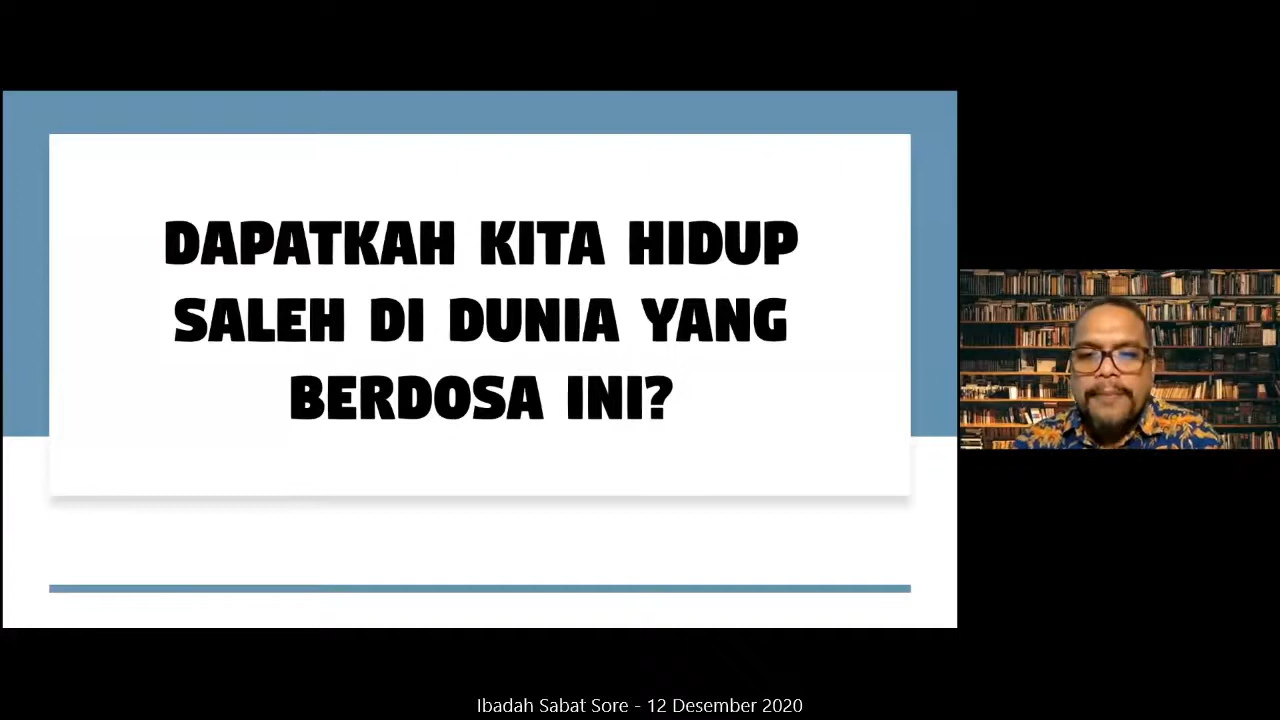 DAPATKAH KITA HIDUP
SALEH DI DUNIA YANG
BERDOSA INI?
Ibadah Sabat Sore - 12 Desember 2020